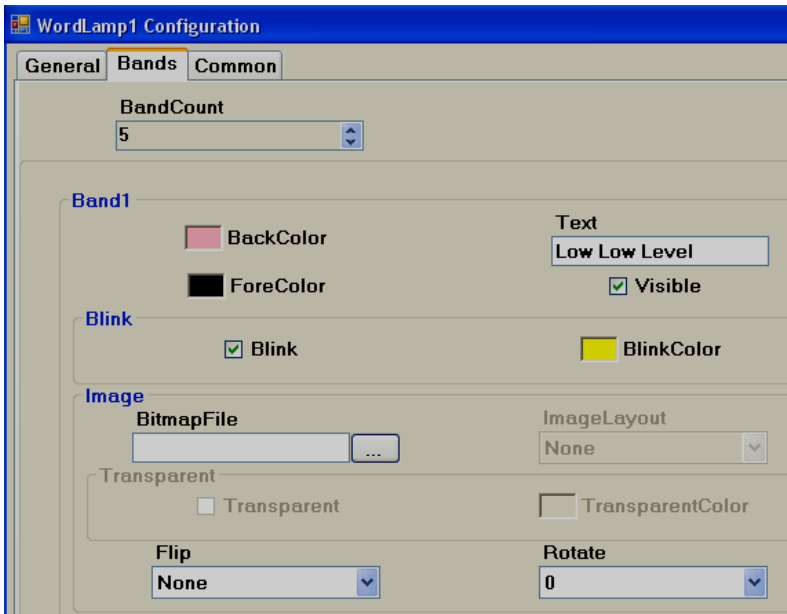 WordLamp1 Configuration
General Bands Common
BandCount
5
Band1
BackColor
Text
Low Low Level
ForeColor
Visible
Blink
Blink
BlinkColor
Image
BitmapFile
ImageLayout
...
None
Transparent
Transparent
TransparentColor
Flip
Rotate
None
0